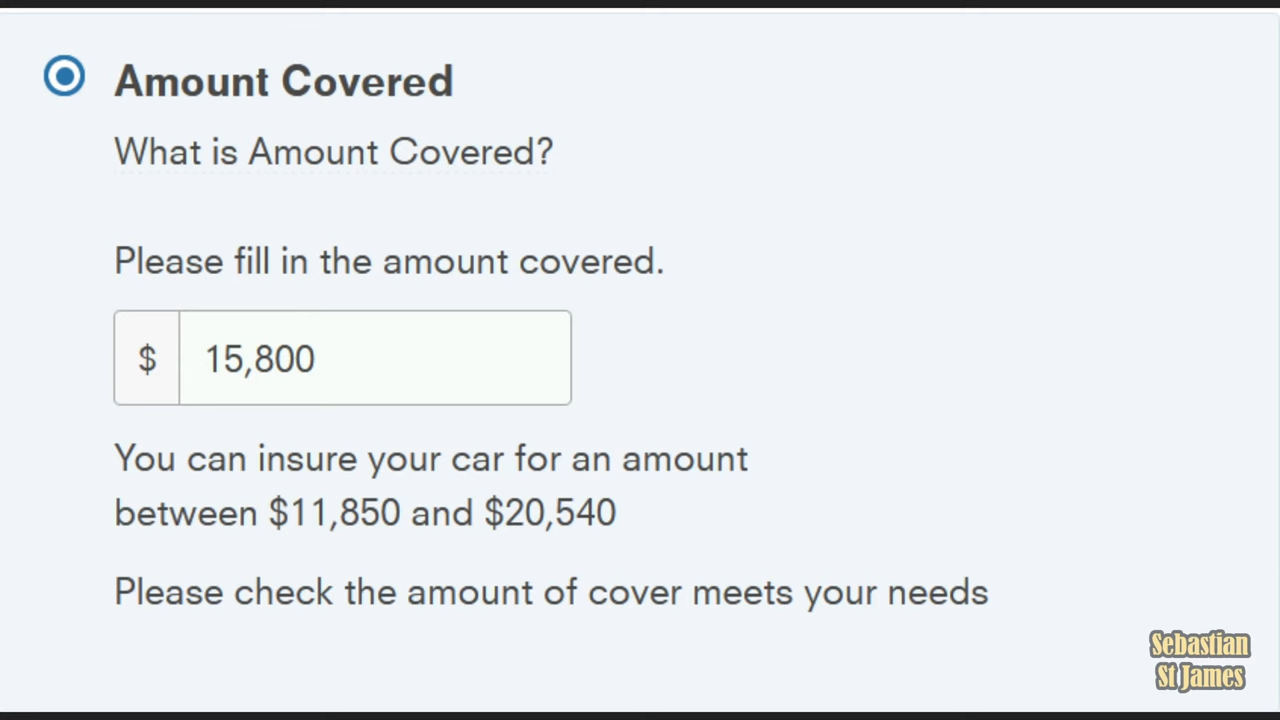 Amount Covered
What is Amount Covered?
Please fill in the amount covered.
$ 15,800
You can insure your car for an amount
between $11,850 and $20,540
Please check the amount of cover meets your needs
Sebastian
St James